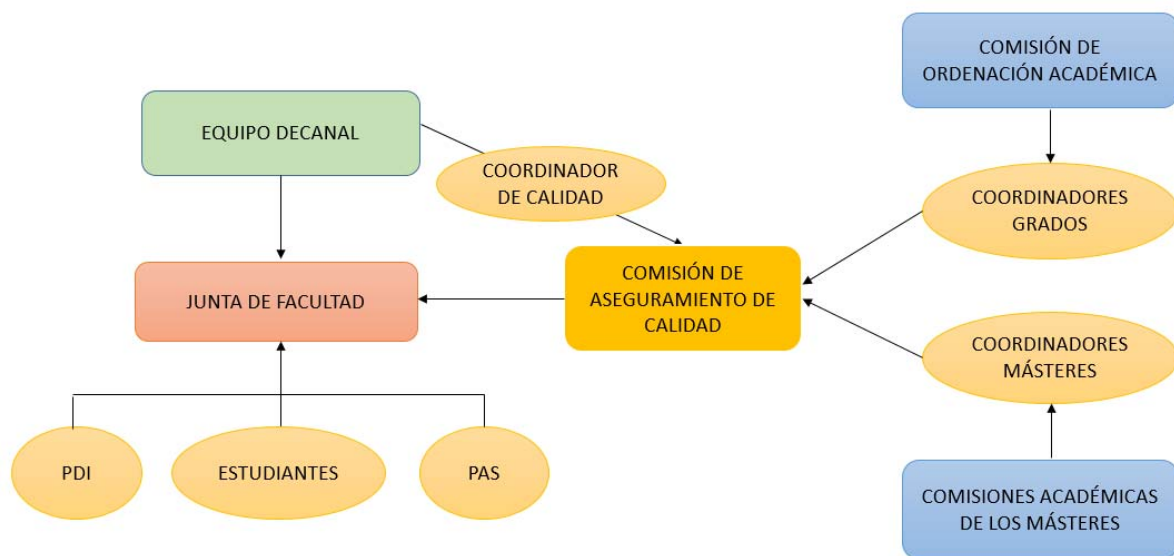 COMISIÓN DE
ORDENACIÓN ACADÉMICA
EQUIPO DECANAL
COORDINADOR
DE CALIDAD
COORDINADORES
GRADOS
COMISIÓN DE
ASEGURAMIENTO DE
CALIDAD
JUNTA DE FACULTAD
COORDINADORES
MÁSTERES
PDI
ESTUDIANTES
PAS
COMISIONES ACADÉMICAS
DE LOS MÁSTERES